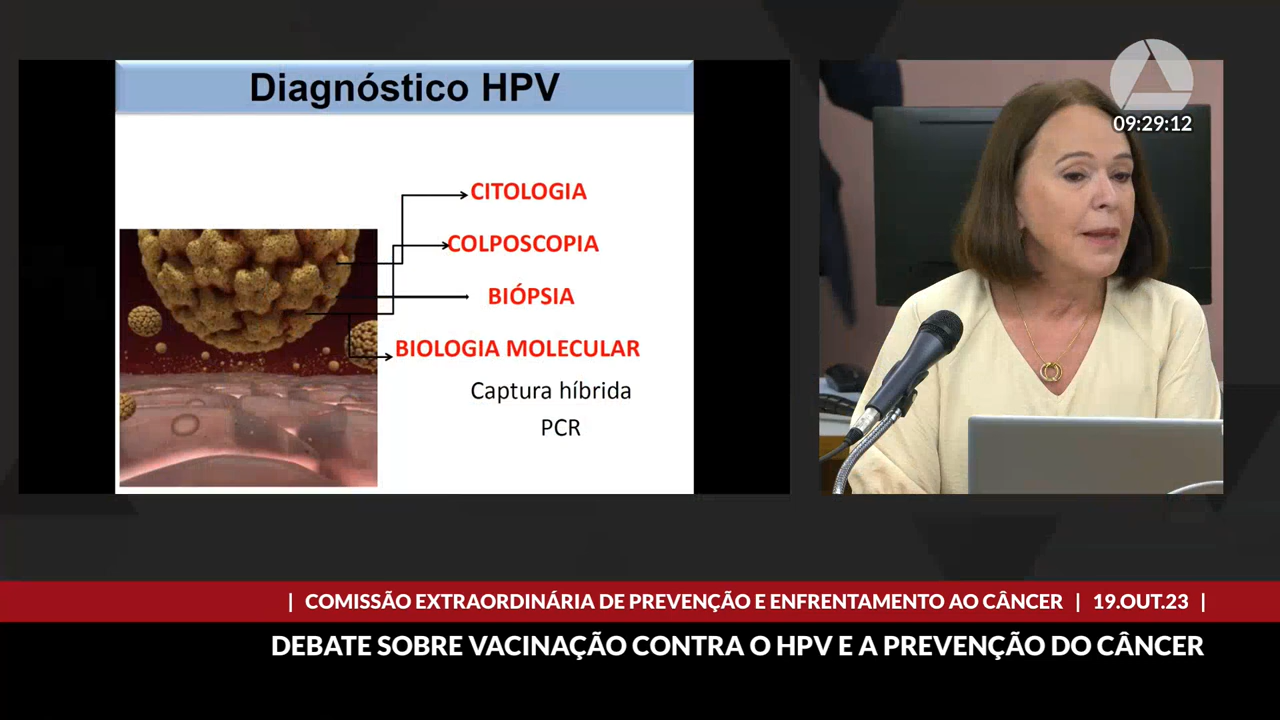 Diagnóstico HPV
CITOLOGIA
COLPOSCOPIA
BIÓPSIA
BIOLOGIA MOLECULAR
Captura híbrida
PCR
09:29:12
| COMISSÃO EXTRAORDINÁRIA DE PREVENÇÃO E ENFRENTAMENTO AO CÂNCER | 19.OUT.23 |
DEBATE SOBRE VACINAÇÃO CONTRA O HPV E A PREVENÇÃO DO CÂNCER